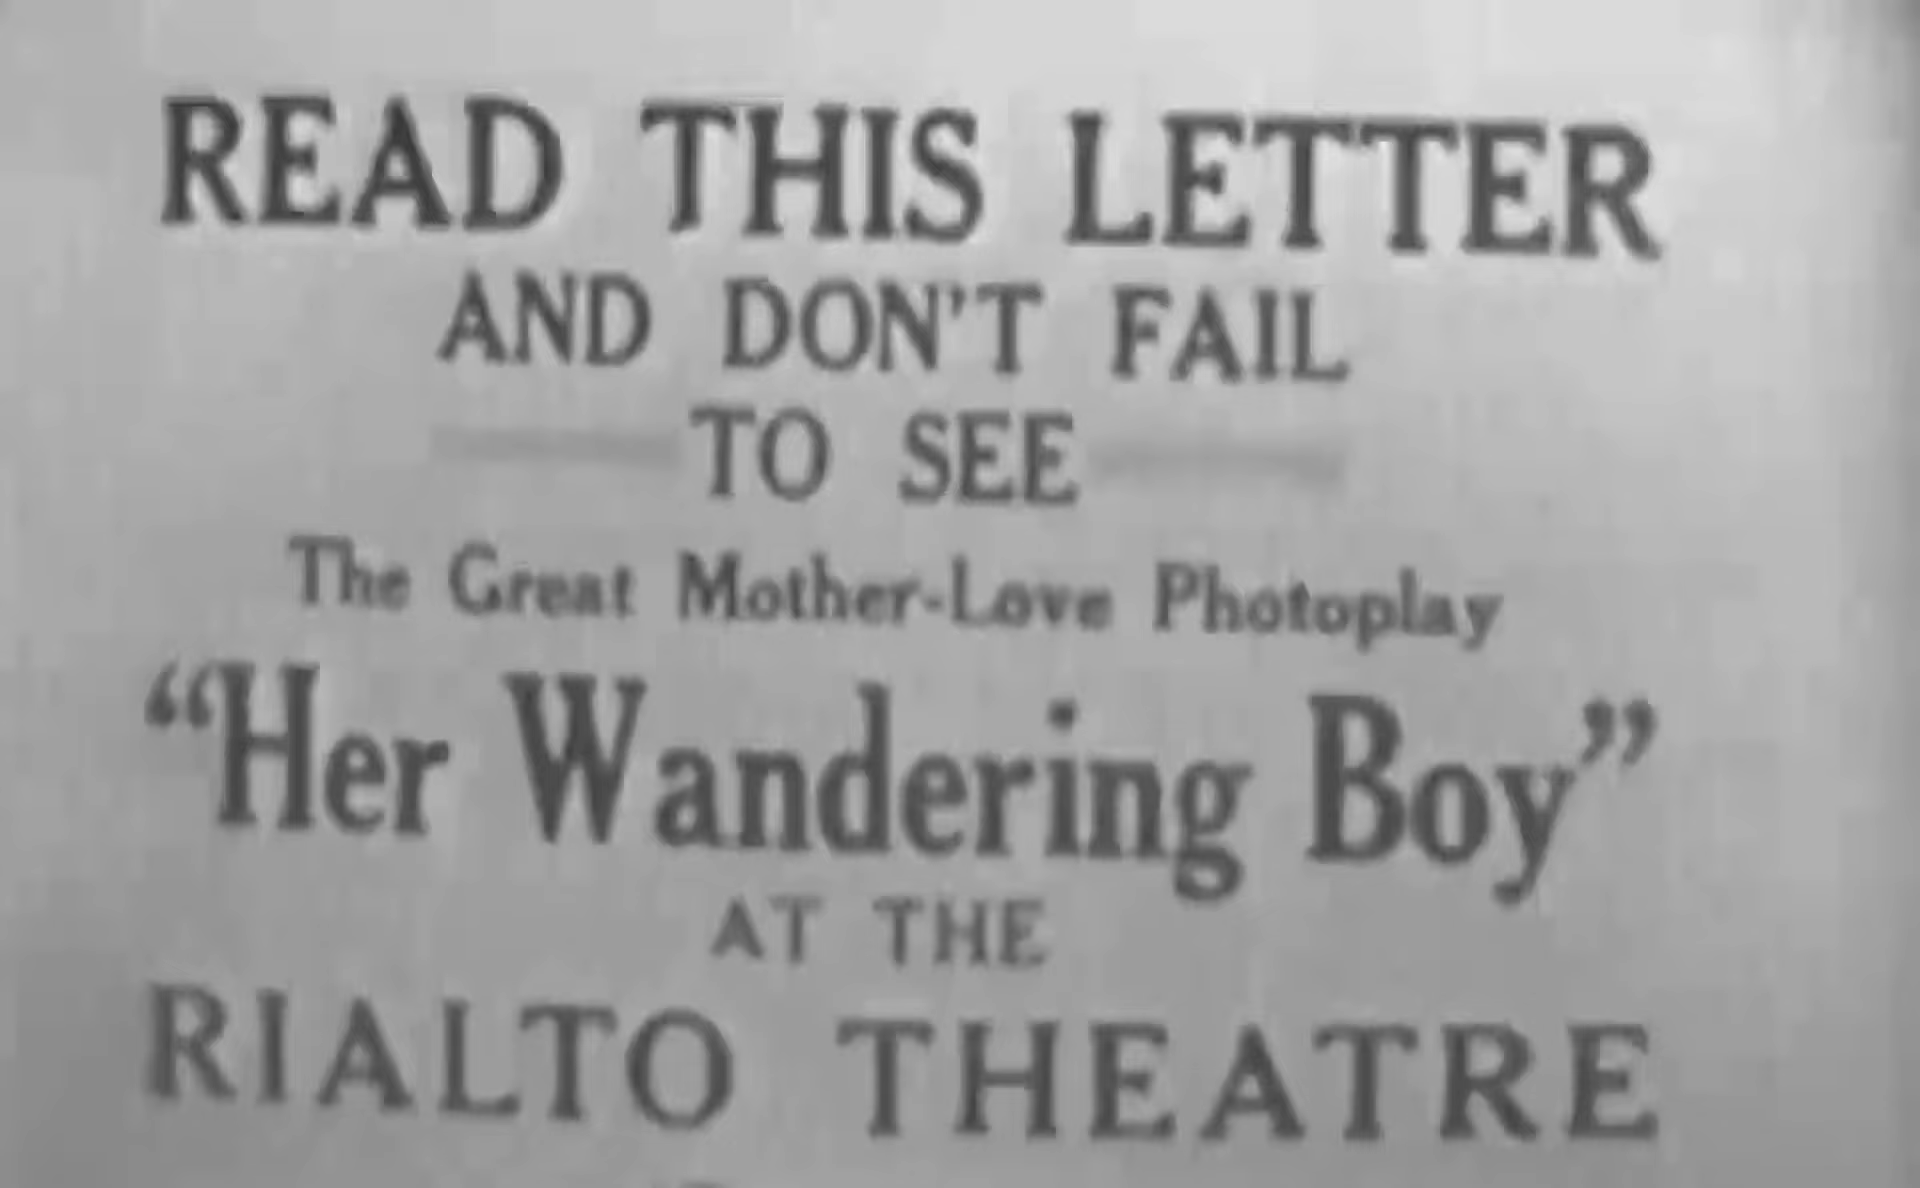 READ THIS LETTER
AND DON'T FAIL
TO SEE
The Great Mother-Love Photoplay
“Her Wandering Boy”
AT THE
RIALTO THEATRE